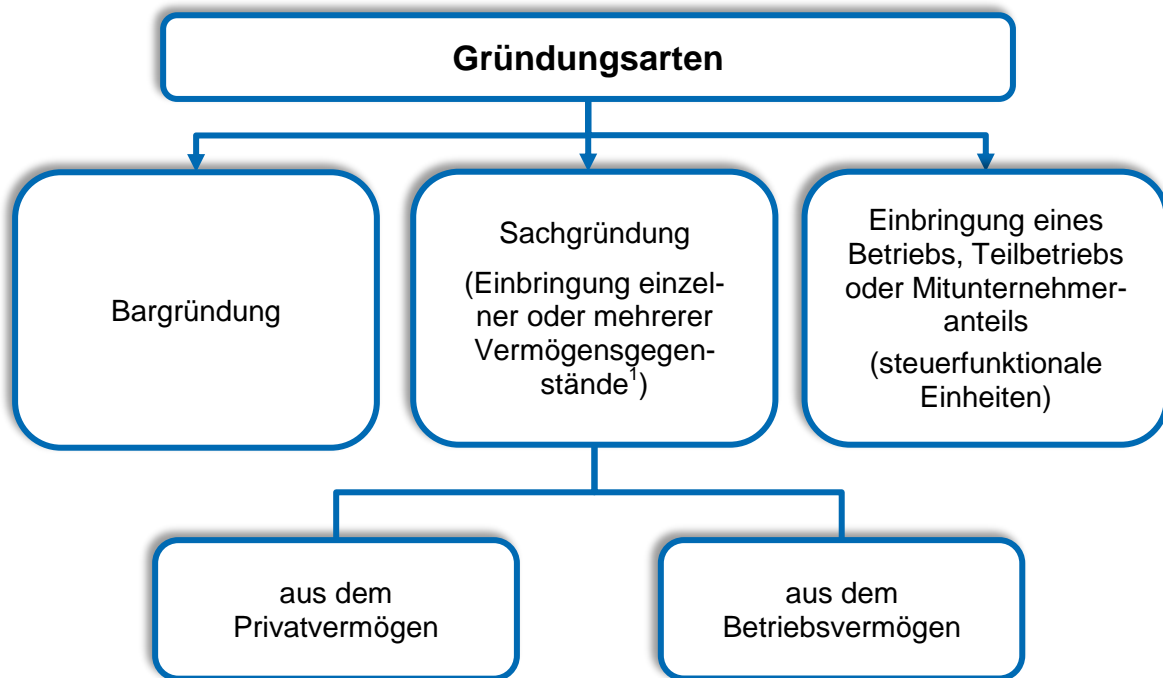 Gründungsarten
Bargründung
Sachgründung
(Einbringung einzel-
ner oder mehrerer
Vermögensgegen-
stände¹)
Einbringung eines
Betriebs, Teilbetriebs
oder Mitunternehmer-
anteils
(steuerfunktionale
Einheiten)
aus dem
Privatvermögen
aus dem
Betriebsvermögen